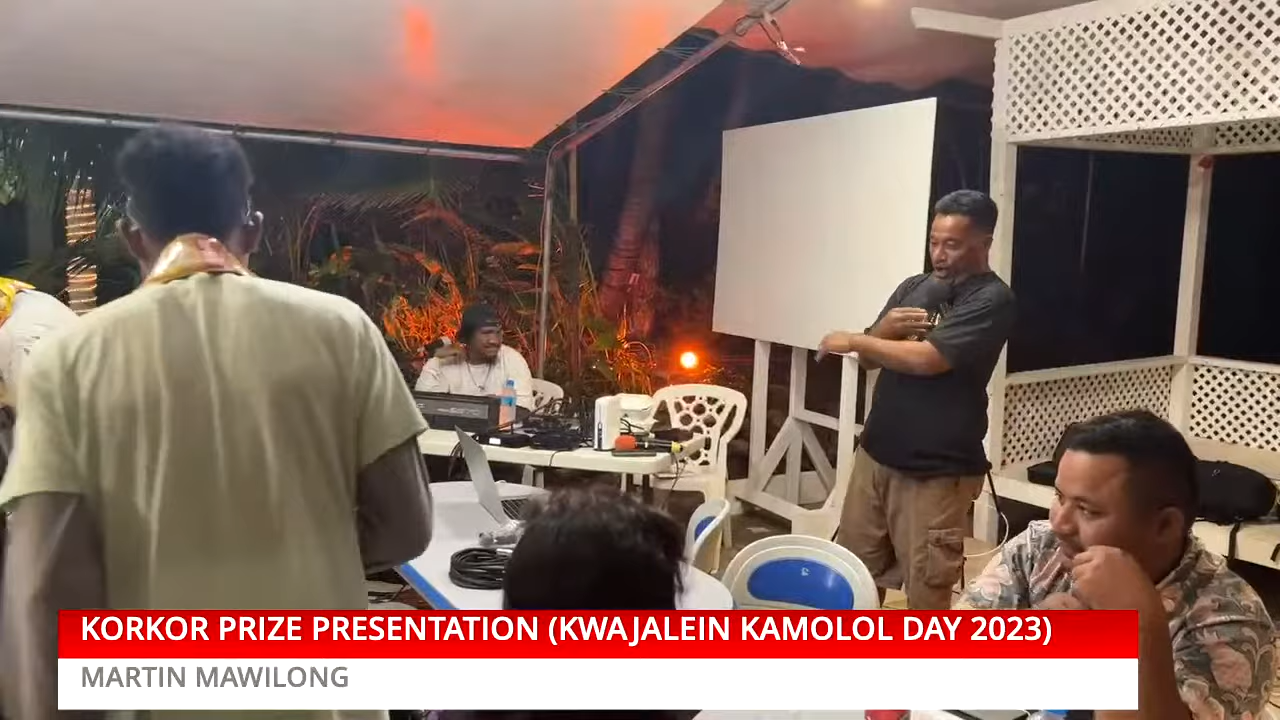 KORKOR PRIZE PRESENTATION (KWAJALEIN KAMOLOL DAY 2023)
MARTIN MAWILONG